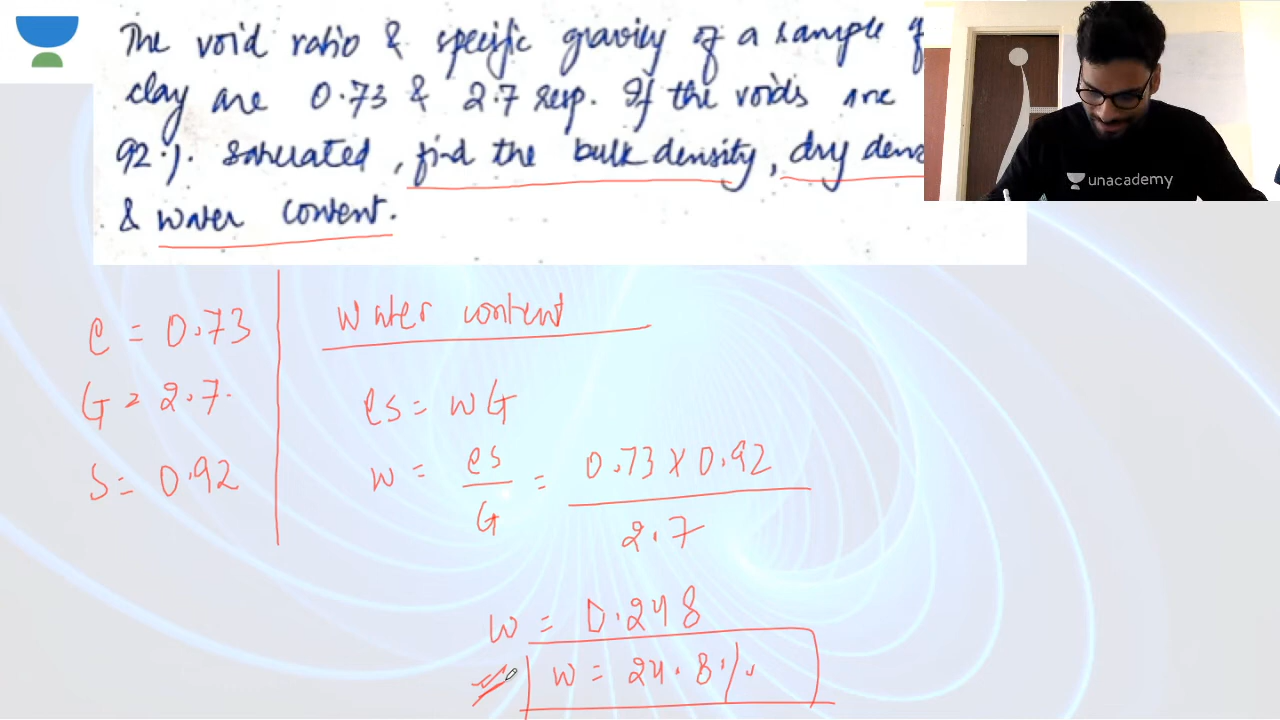 The void ratio & specific gravity of a sample
clay are 0.73 & 2.7 resp. If the voids are
92%. saturated, find the bulk density, dry dens
& water content.
unacademy
e = 0.73
G = 2.7.
S = 0.92
Water content
es = wG
w = es/G = 0.73 X 0.92 / 2.7
w = 0.248
w = 24.8%.